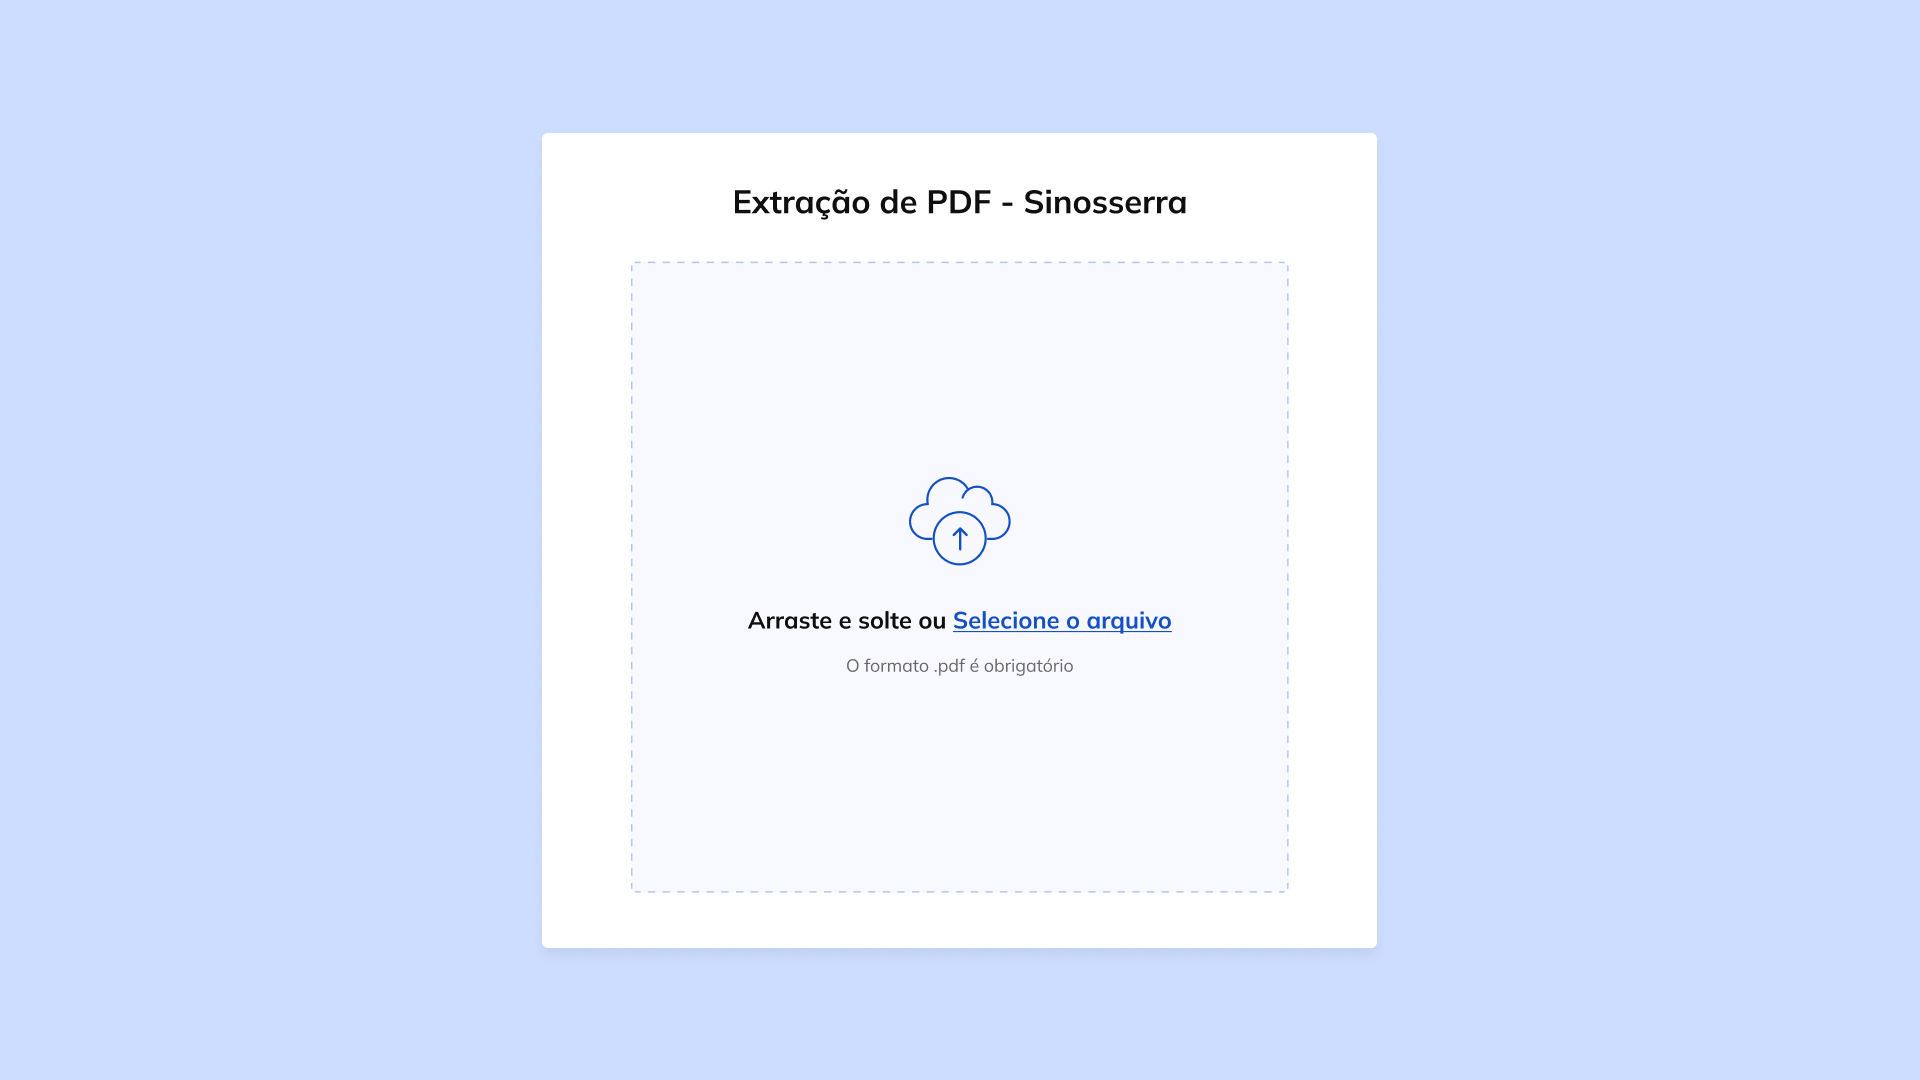 Extração de PDF - Sinosserra
Arraste e solte ou Selecione o arquivo
O formato .pdf é obrigatório